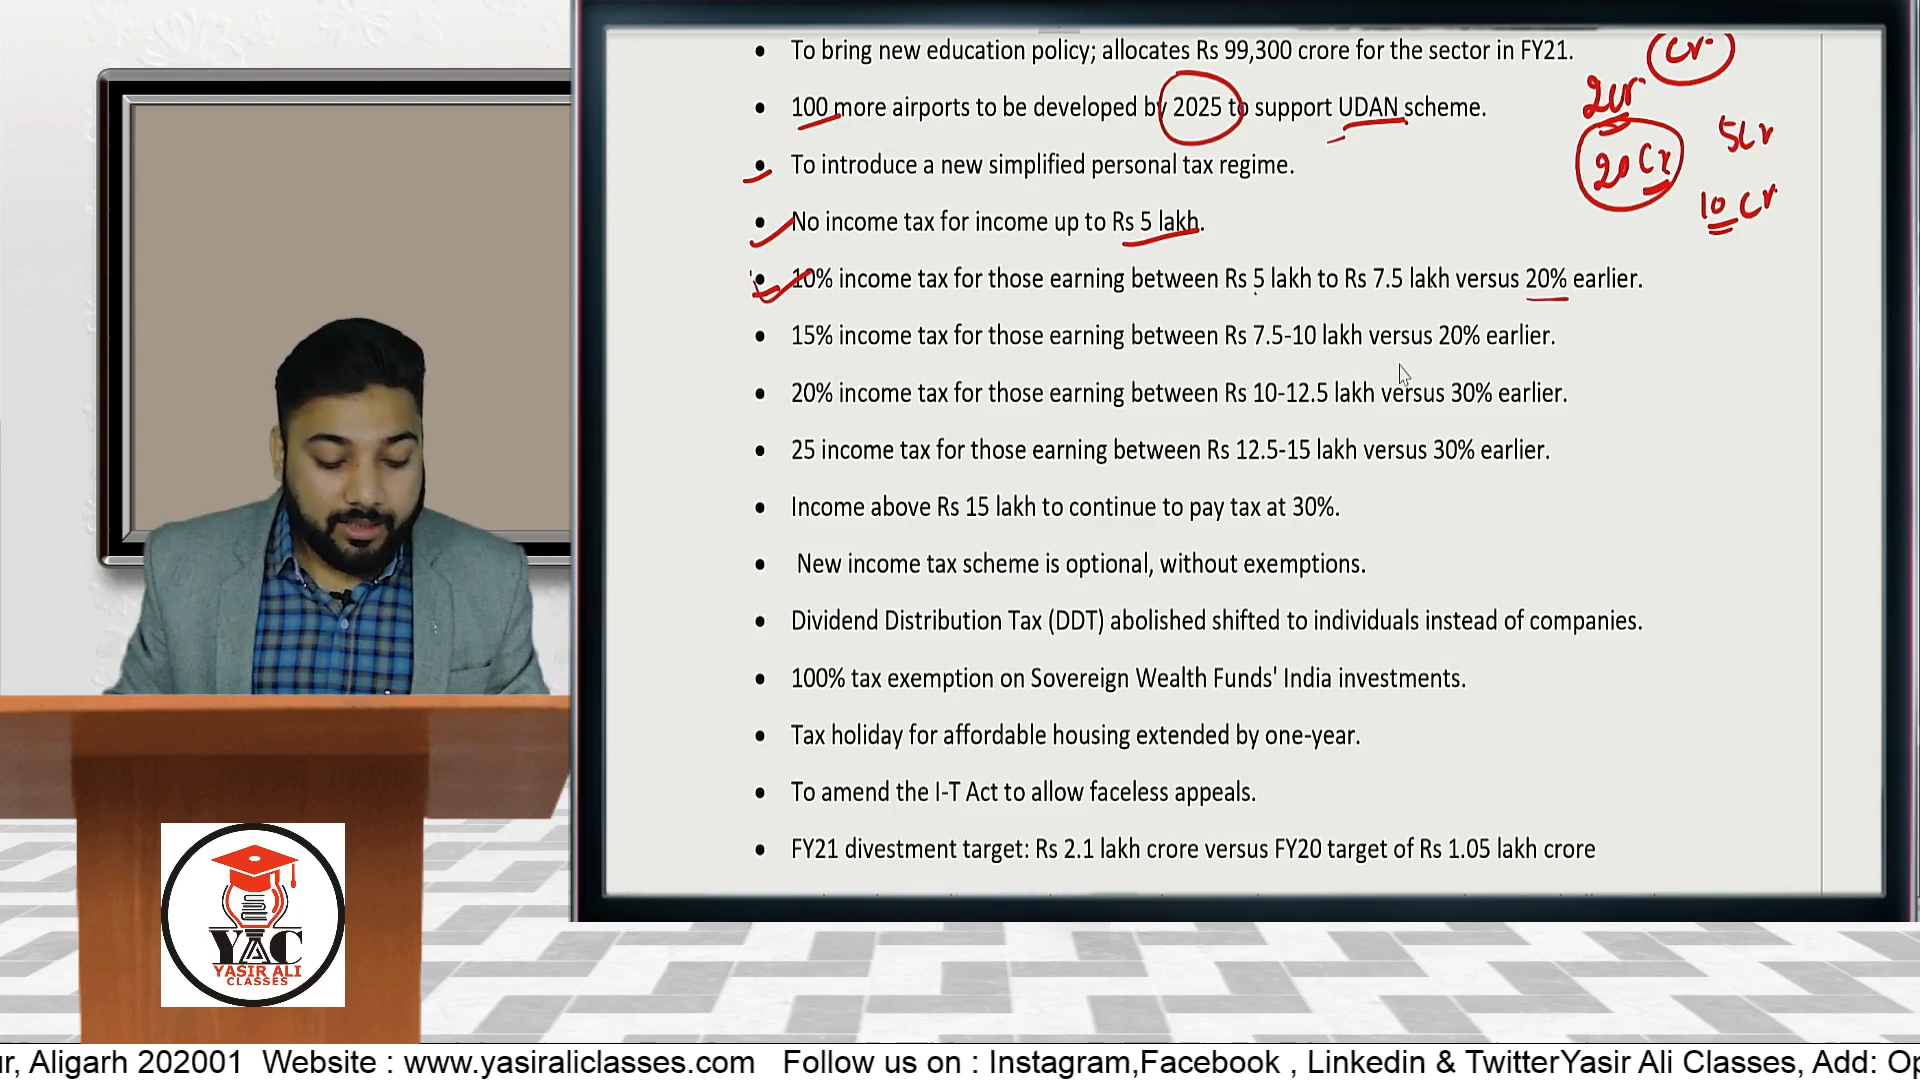 To bring new education policy; allocates Rs 99,300 crore for the sector in FY21.
Cr
100 more airports to be developed by 2025 to support UDAN scheme.
2Cr
5Cr
To introduce a new simplified personal tax regime.
20 Cr
10 Cr
No income tax for income up to Rs 5 lakh.
10% income tax for those earning between Rs 5 lakh to Rs 7.5 lakh versus 20% earlier.
15% income tax for those earning between Rs 7.5-10 lakh versus 20% earlier.
20% income tax for those earning between Rs 10-12.5 lakh versus 30% earlier.
25 income tax for those earning between Rs 12.5-15 lakh versus 30% earlier.
Income above Rs 15 lakh to continue to pay tax at 30%.
New income tax scheme is optional, without exemptions.
Dividend Distribution Tax (DDT) abolished shifted to individuals instead of companies.
100% tax exemption on Sovereign Wealth Funds' India investments.
Tax holiday for affordable housing extended by one-year.
To amend the I-T Act to allow faceless appeals.
FY21 divestment target: Rs 2.1 lakh crore versus FY20 target of Rs 1.05 lakh crore
YAC
YASIR ALI
CLASSES
ur, Aligarh 202001 Website : www.yasiraliclasses.com Follow us on : Instagram,Facebook , Linkedin & TwitterYasir Ali Classes, Add: Op